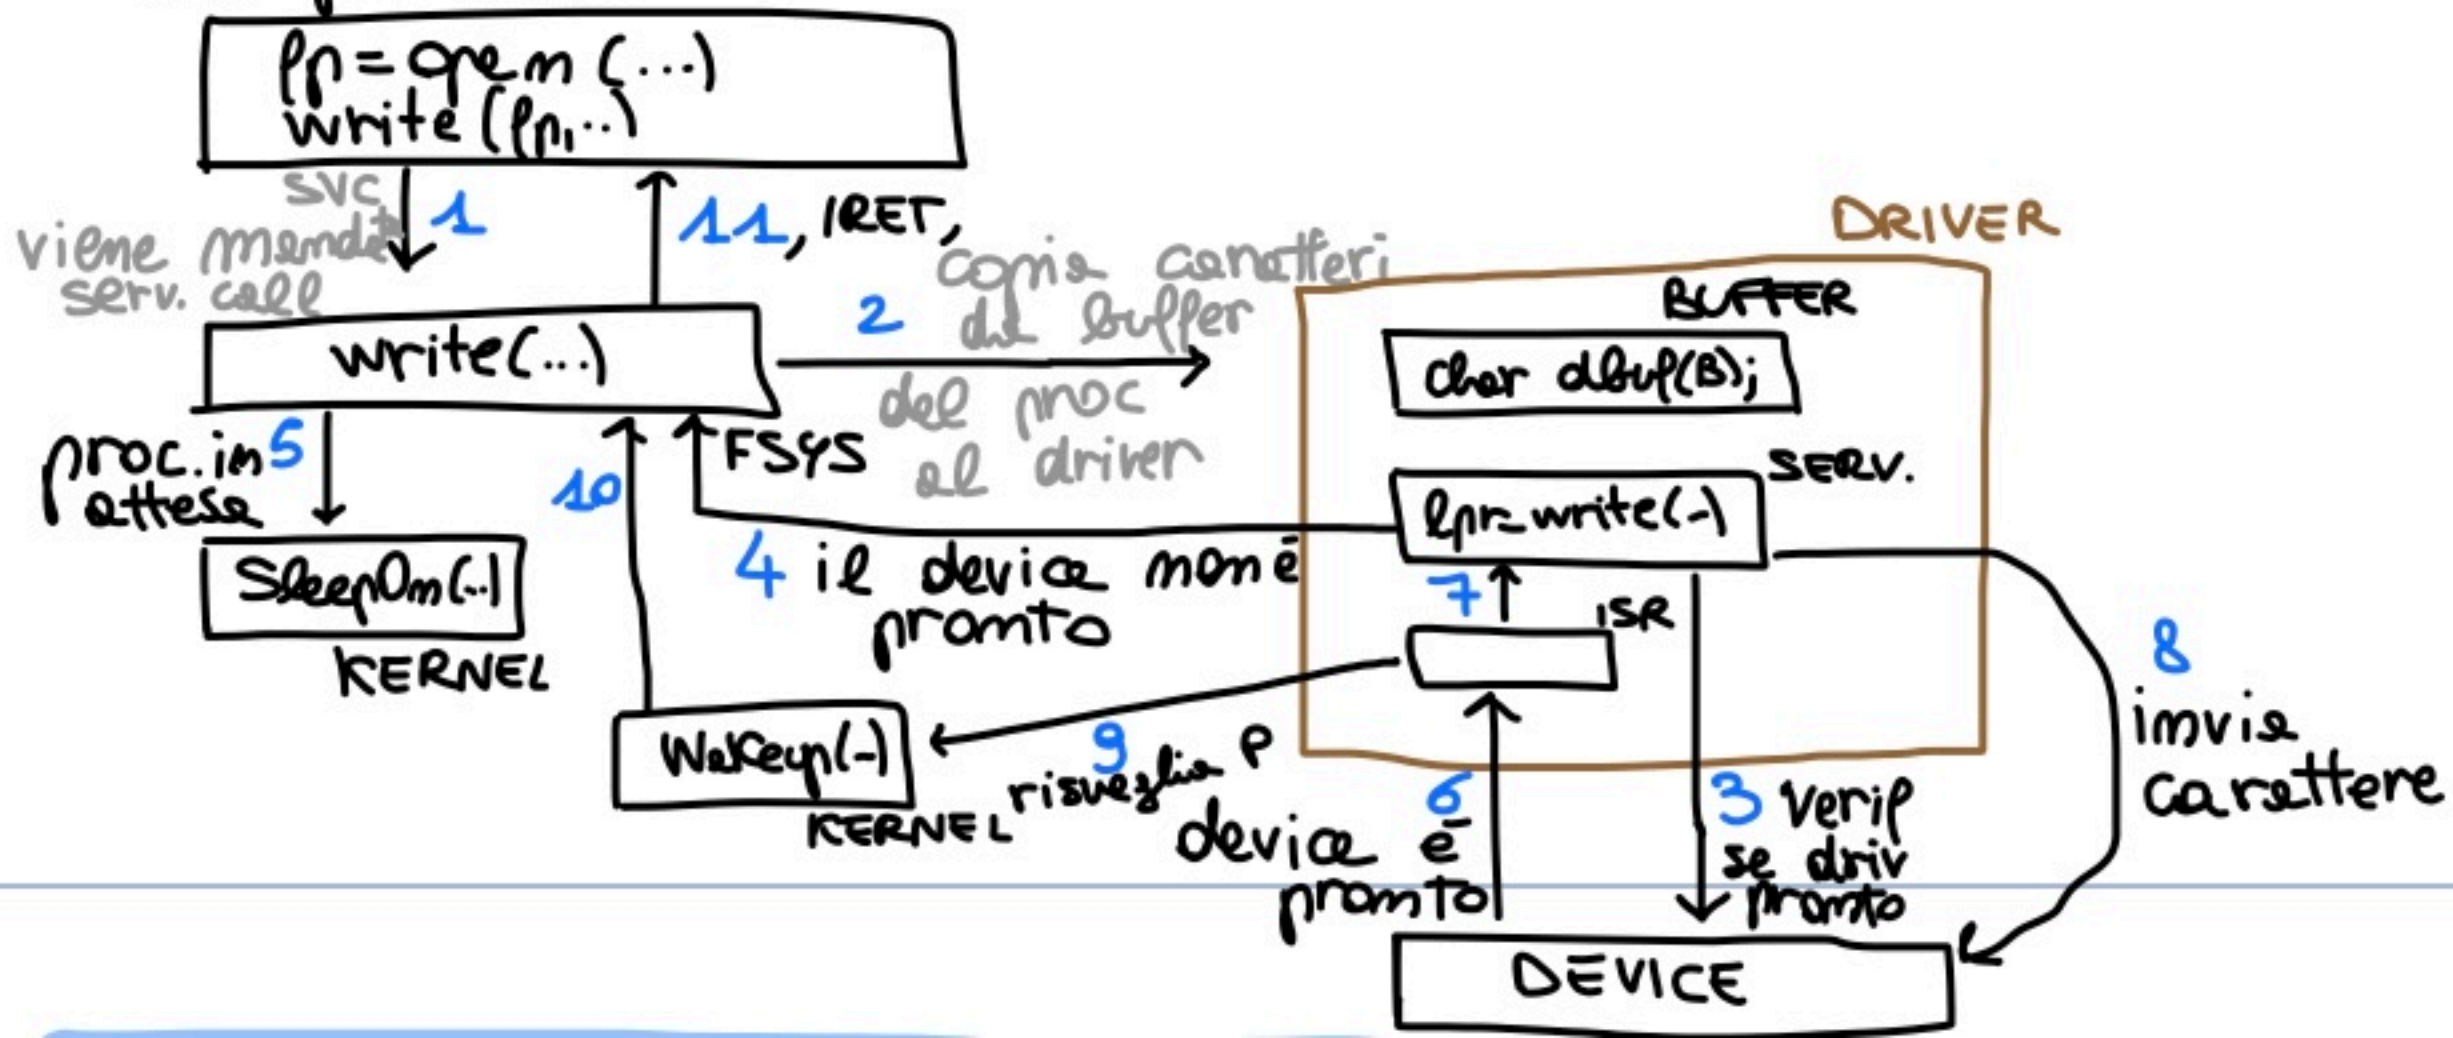 fp = open (...)
write (fp, ..)
svc
viene mandata
serv. call
1
11, IRET,
2
copia caratteri
dal buffer
del proc
al driver
DRIVER
BUFFER
char dbuf(B);
write(...)
FSYS
proc. in
attesa
5
10
SERV.
lpr_write(-)
4 il device non è
pronto
SleepOn(..)
KERNEL
7
ISR
8
invia
carattere
WakeUp(-)
KERNEL
9
risveglia P
6
device è
pronto
3 verif
se driv
pronto
DEVICE